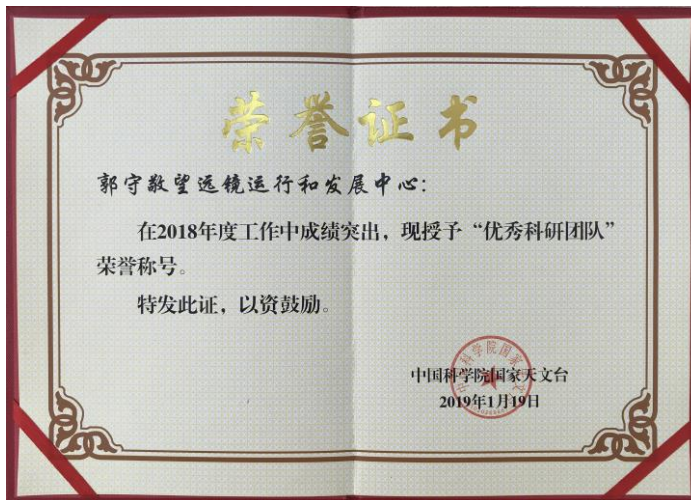 荣誉证书
郭守敬望远镜运行和发展中心：
在2018年度工作中成绩突出，现授予“优秀科研团队”
荣誉称号。
特发此证，以资鼓励。
中国科学院国家天文台
2019年1月19日